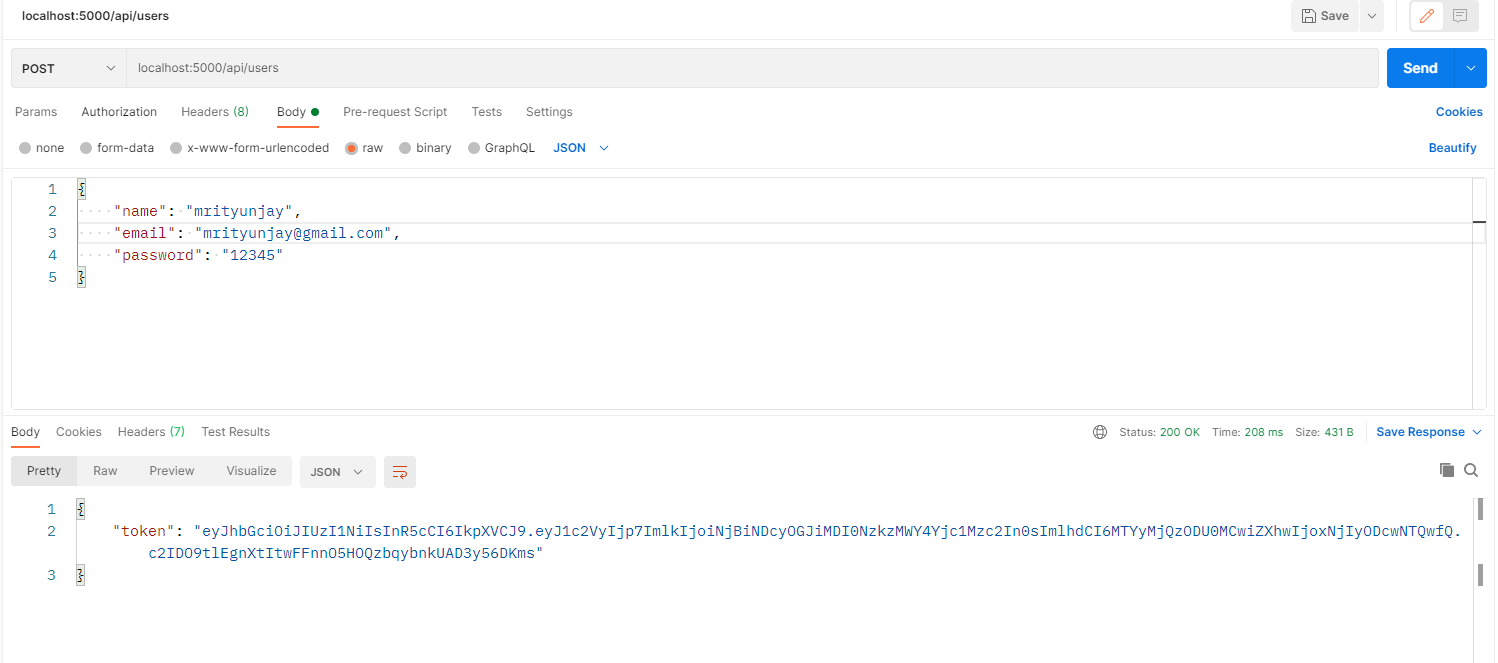 localhost:5000/api/users
Save
POST
localhost:5000/api/users
Send
Params Authorization Headers (8) Body Pre-request Script Tests Settings Cookies
none form-data x-www-form-urlencoded raw binary GraphQL JSON Beautify
1 {
2 "name": "mrityunjay",
3 "email": "mrityunjay@gmail.com",
4 "password": "12345"
5 }
Body Cookies Headers (7) Test Results Status: 200 OK Time: 208 ms Size: 431 B Save Response
Pretty Raw Preview Visualize JSON
1 {
2 "token": "eyJhbGciOiJIUzI1NiIsInR5cCI6IkpXVCJ9.eyJ1c2VyIjp7ImlkIjoiNjBiNDcyOGJiMDI0NzkzMWY4Yjc1Mzc2In0sImlhdCI6MTYyMjQzODU0MCwiZXhwIjoxNjIyODcwNTQwfQ.
c2IDO9tlEgnXtItwFFnnO5HOQzbqybnkUAD3y56DKms"
3 }